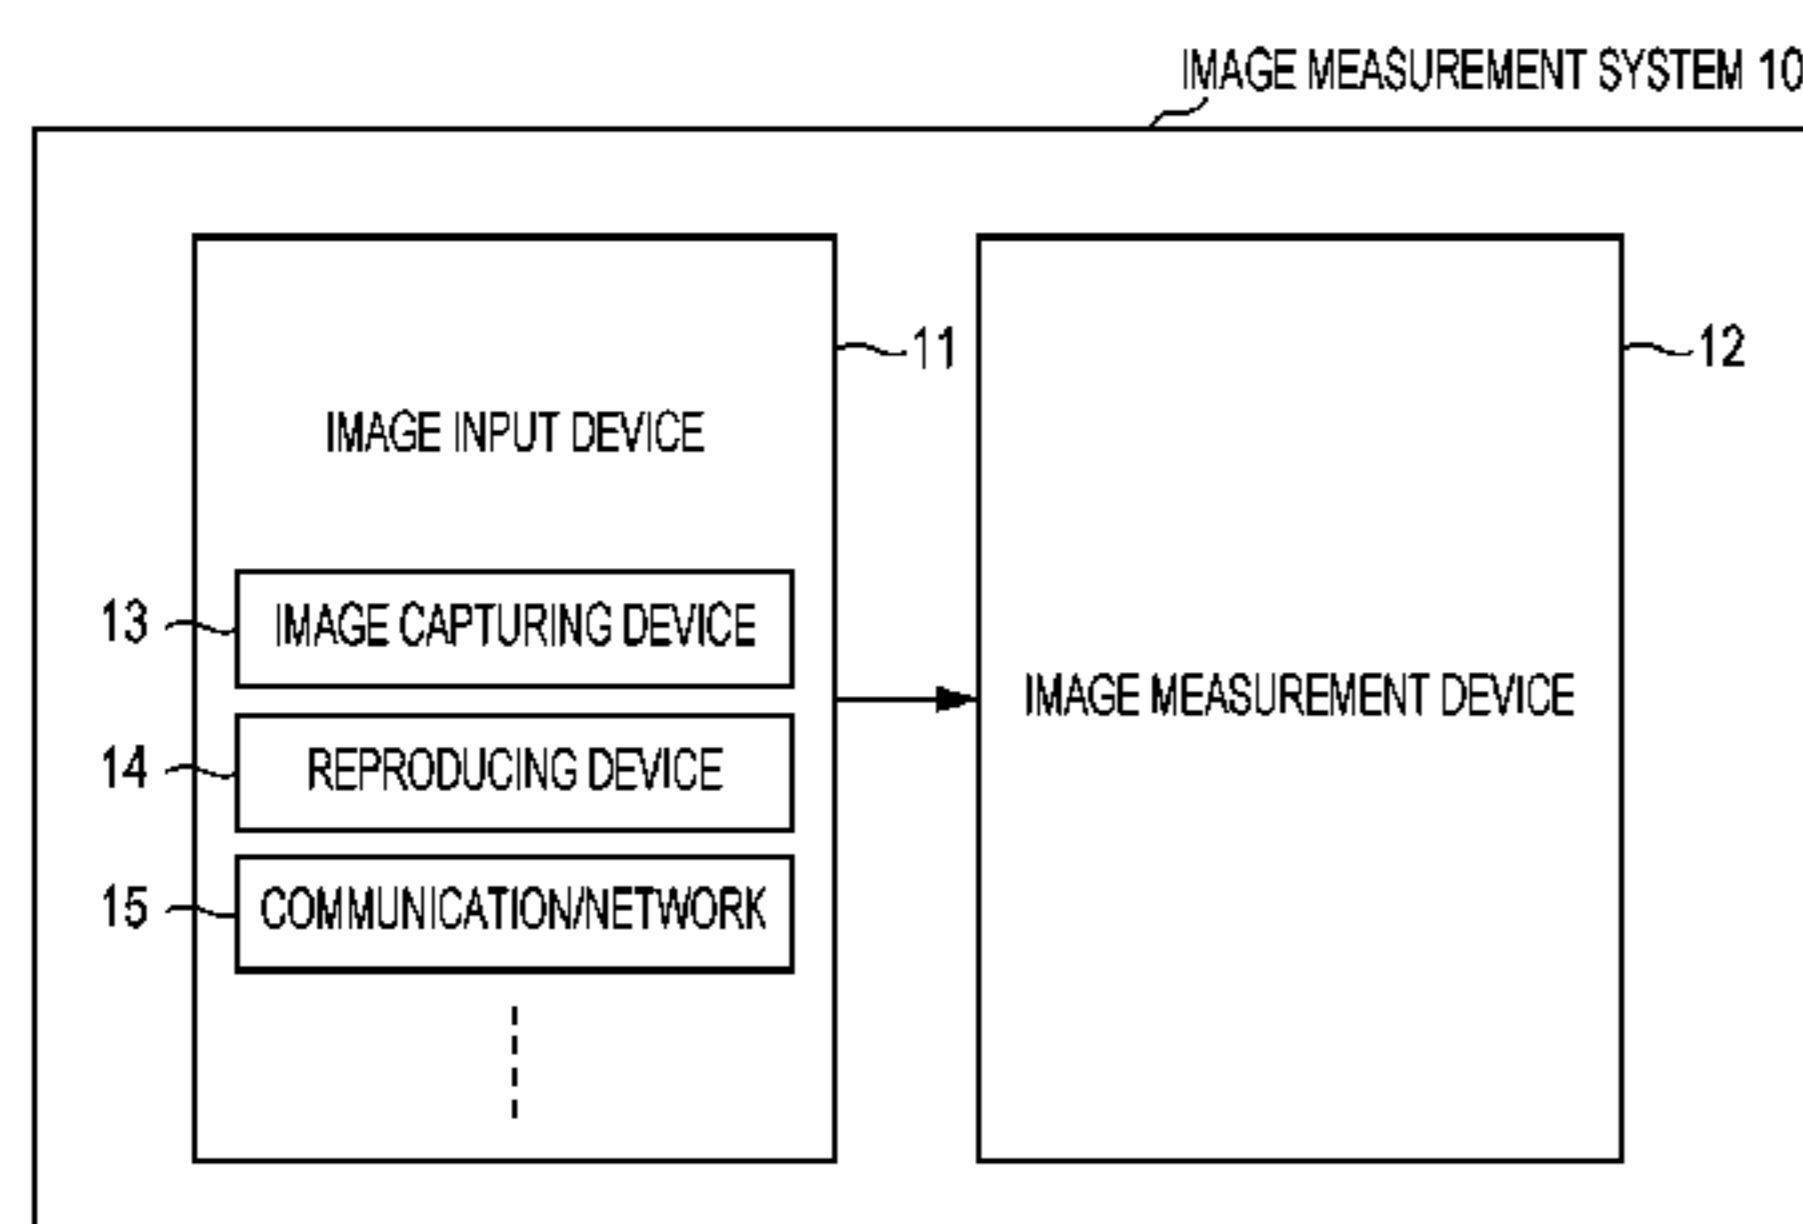 IMAGE MEASUREMENT SYSTEM 10
11
12
IMAGE INPUT DEVICE
13 IMAGE CAPTURING DEVICE
IMAGE MEASUREMENT DEVICE
14 REPRODUCING DEVICE
15 COMMUNICATION/NETWORK